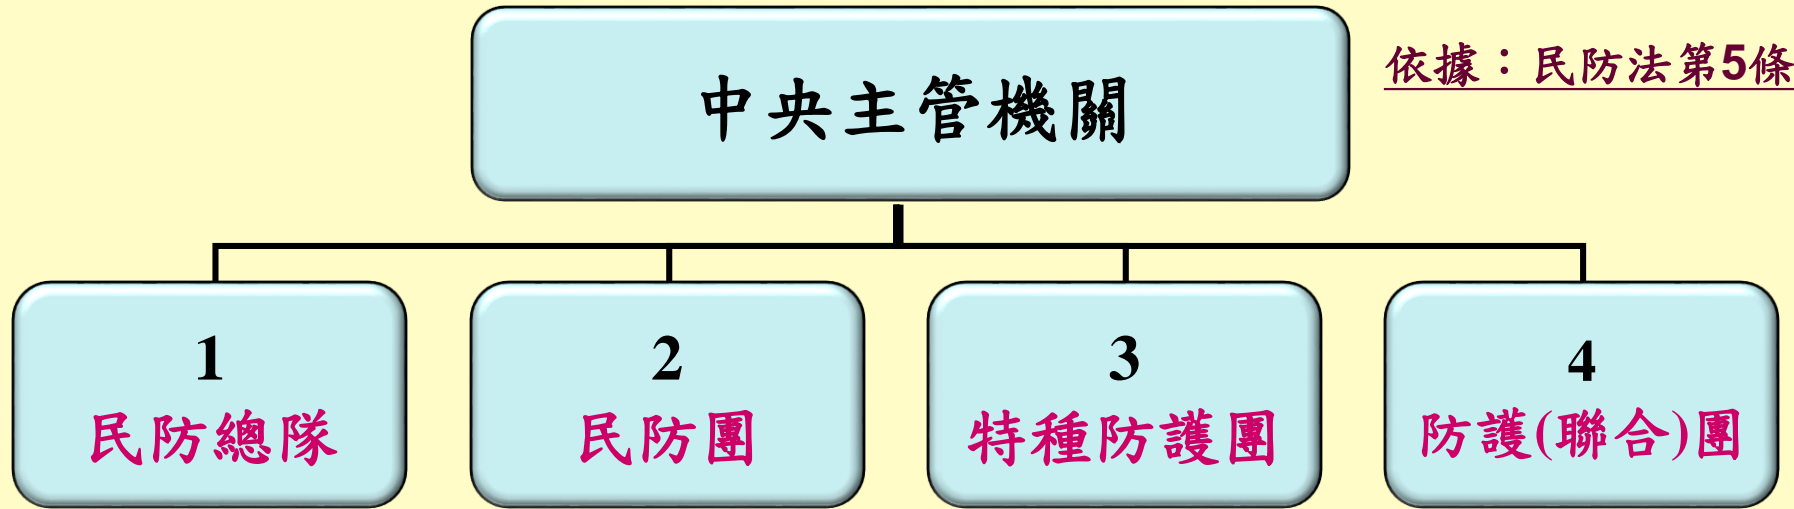 中央主管機關
依據：民防法第5條
1
民防總隊
2
民防團
3
特種防護團
4
防護(聯合)團